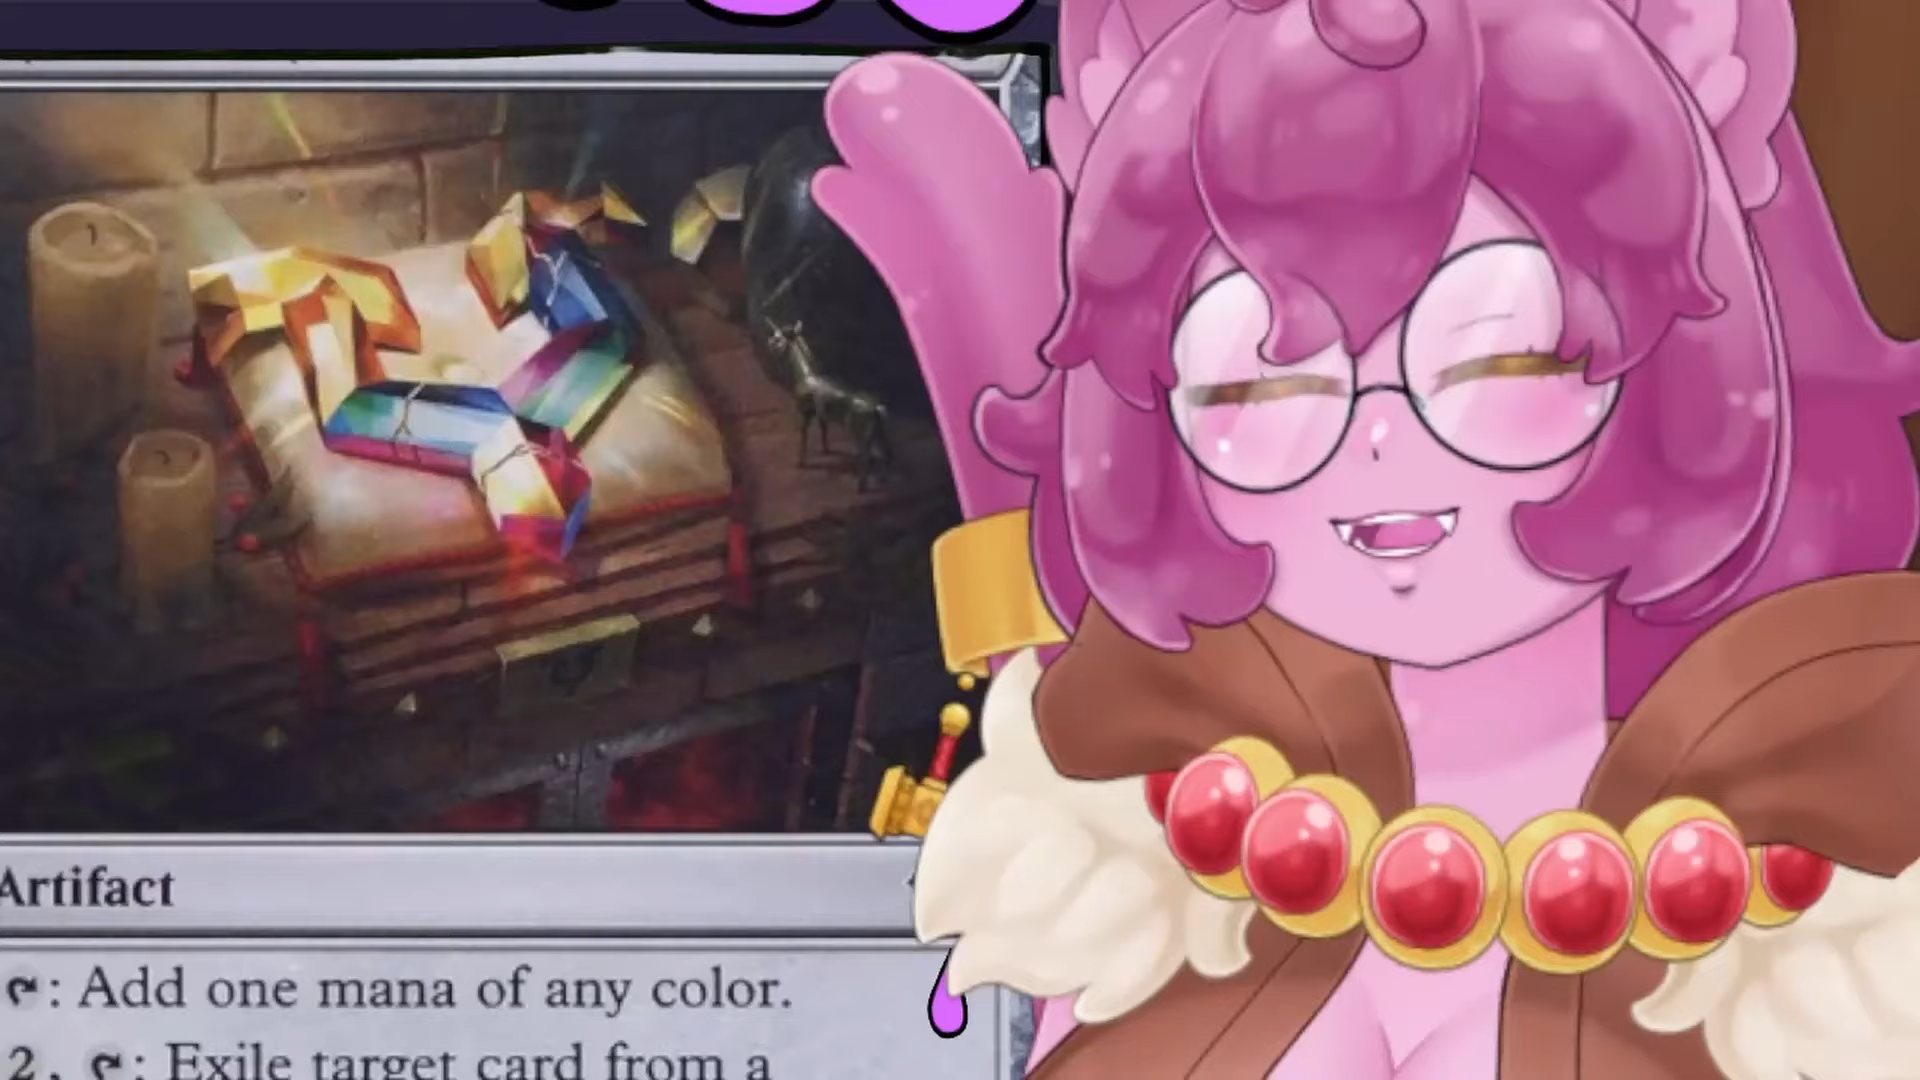 Artifact
: Add one mana of any color.
2, : Exile target card from a